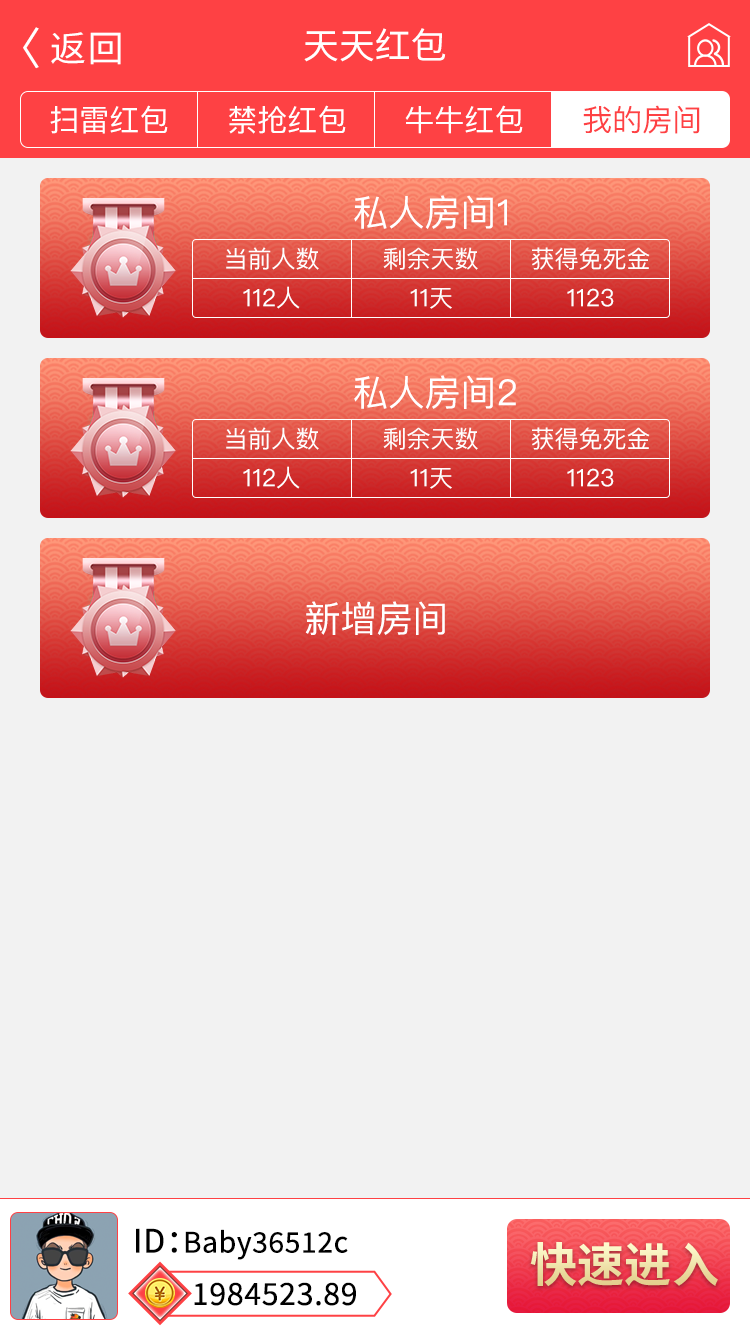 返回 天天红包
扫雷红包 禁抢红包 牛牛红包 我的房间
私人房间1
当前人数 剩余天数 获得免死金
112人 11天 1123
私人房间2
当前人数 剩余天数 获得免死金
112人 11天 1123
新增房间
ID：Baby36512c
¥ 1984523.89
快速进入